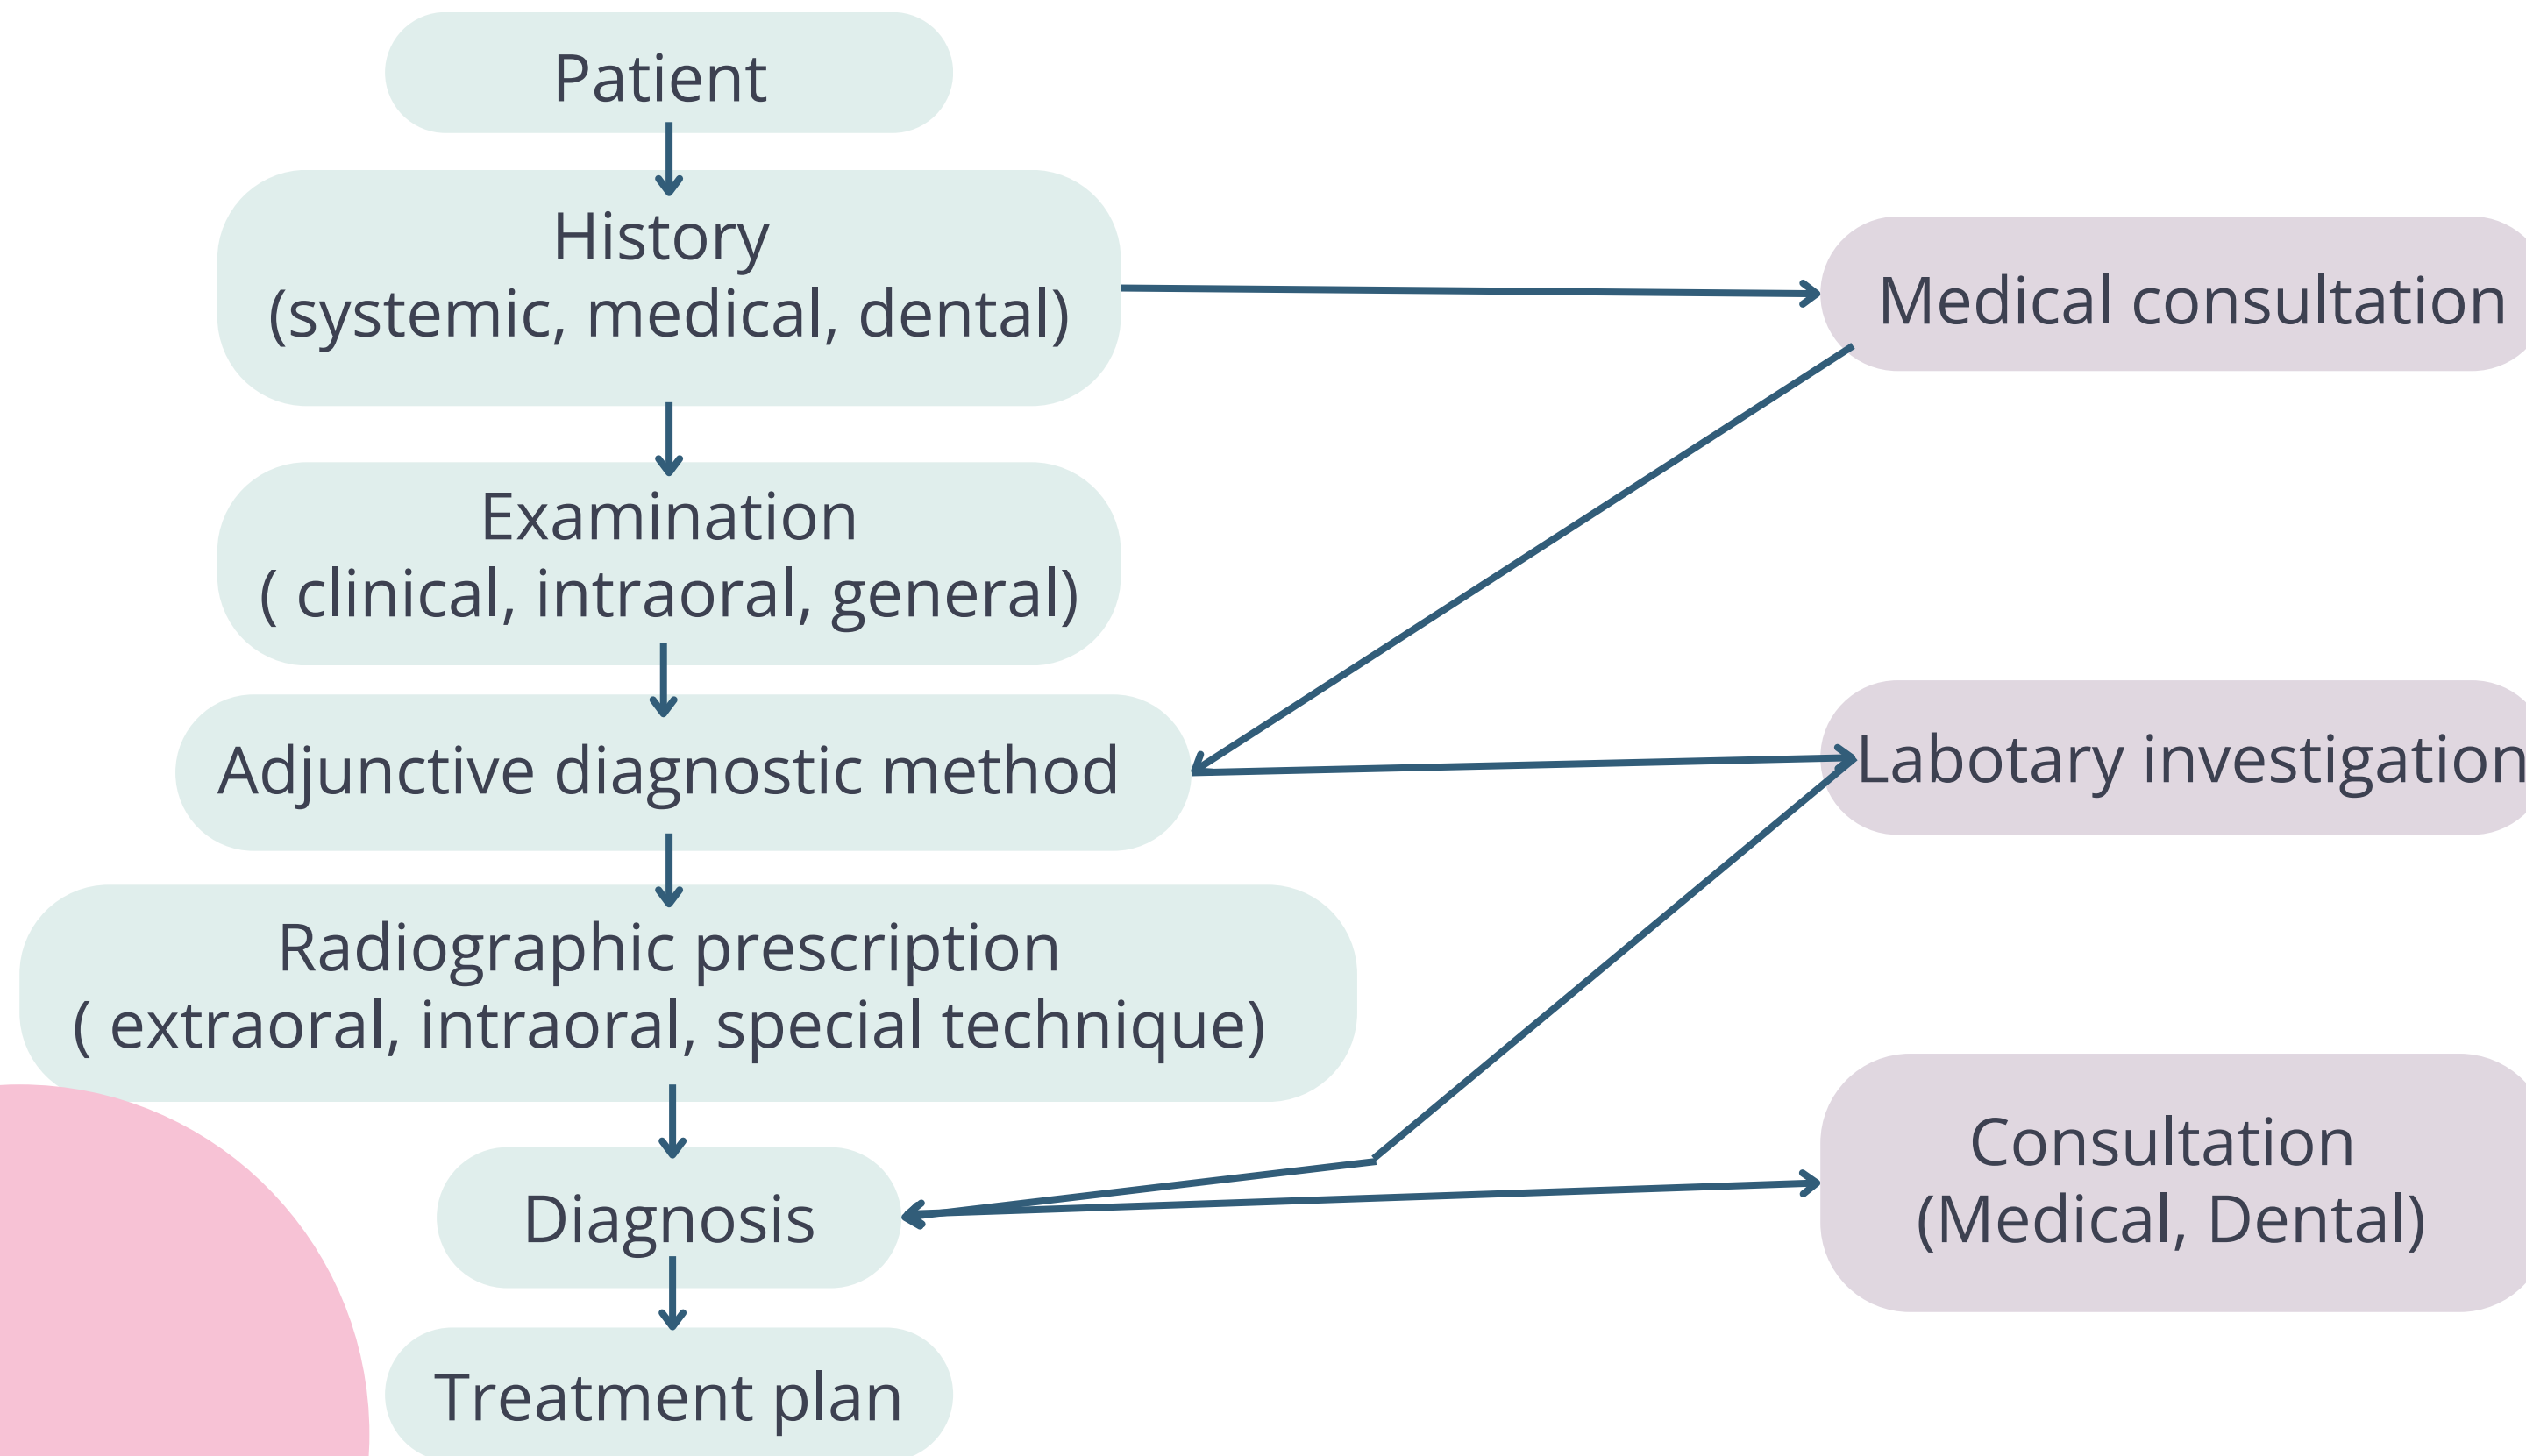 Patient
History
(systemic, medical, dental)
Medical consultation
Examination
( clinical, intraoral, general)
Adjunctive diagnostic method
Labotary investigation
Radiographic prescription
( extraoral, intraoral, special technique)
Diagnosis
Consultation
(Medical, Dental)
Treatment plan